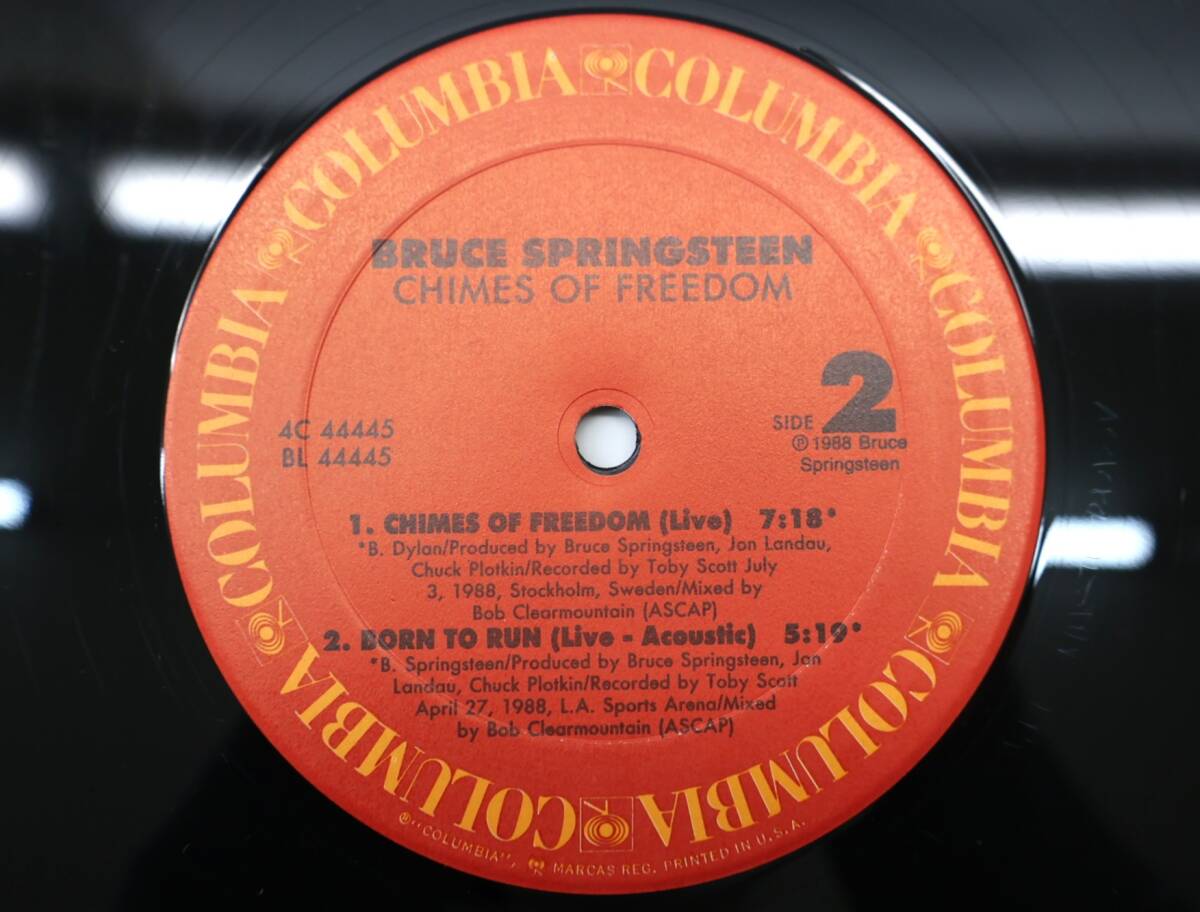 COLUMBIA COLUMBIA COLUMBIA COLUMBIA COLUMBIA COLUMBIA
BRUCE SPRINGSTEEN
CHIMES OF FREEDOM
4C 44445
BL 44445
SIDE 2
℗ 1988 Bruce
Springsteen
1. CHIMES OF FREEDOM (Live) 7:18*
*B. Dylan/Produced by Bruce Springsteen, Jon Landau,
Chuck Plotkin/Recorded by Toby Scott July
3, 1988, Stockholm, Sweden/Mixed by
Bob Clearmountain (ASCAP)
2. BORN TO RUN (Live - Acoustic) 5:19*
*B. Springsteen/Produced by Bruce Springsteen, Jon
Landau, Chuck Plotkin/Recorded by Toby Scott
April 27, 1988, L.A. Sports Arena/Mixed
by Bob Clearmountain (ASCAP)
®"COLUMBIA", MARCAS REG. PRINTED IN U.S.A.